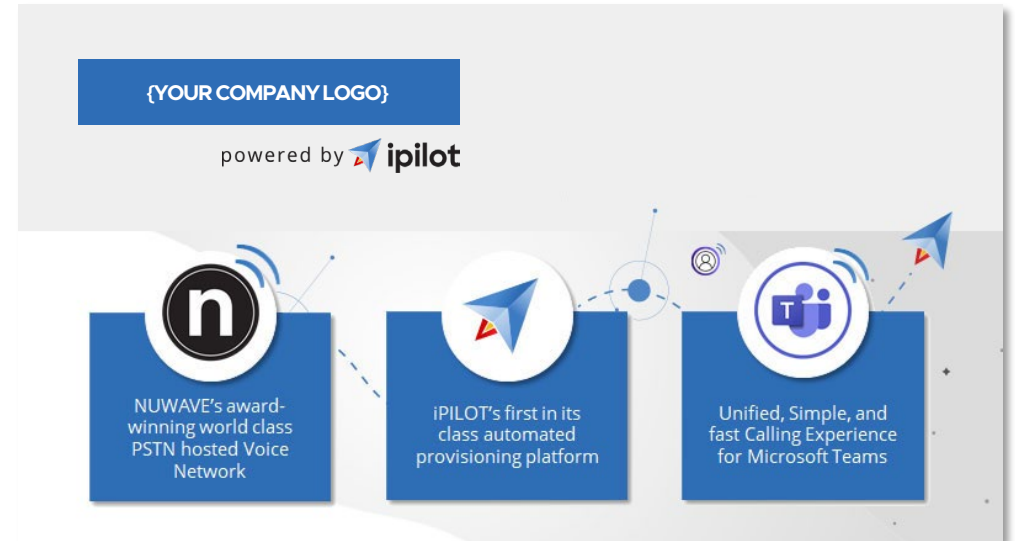 {YOUR COMPANY LOGO}
powered by ipilot
n
NUWAVE's award-
winning world class
PSTN hosted Voice
Network
iPILOT's first in its
class automated
provisioning platform
T
Unified, Simple, and
fast Calling Experience
for Microsoft Teams